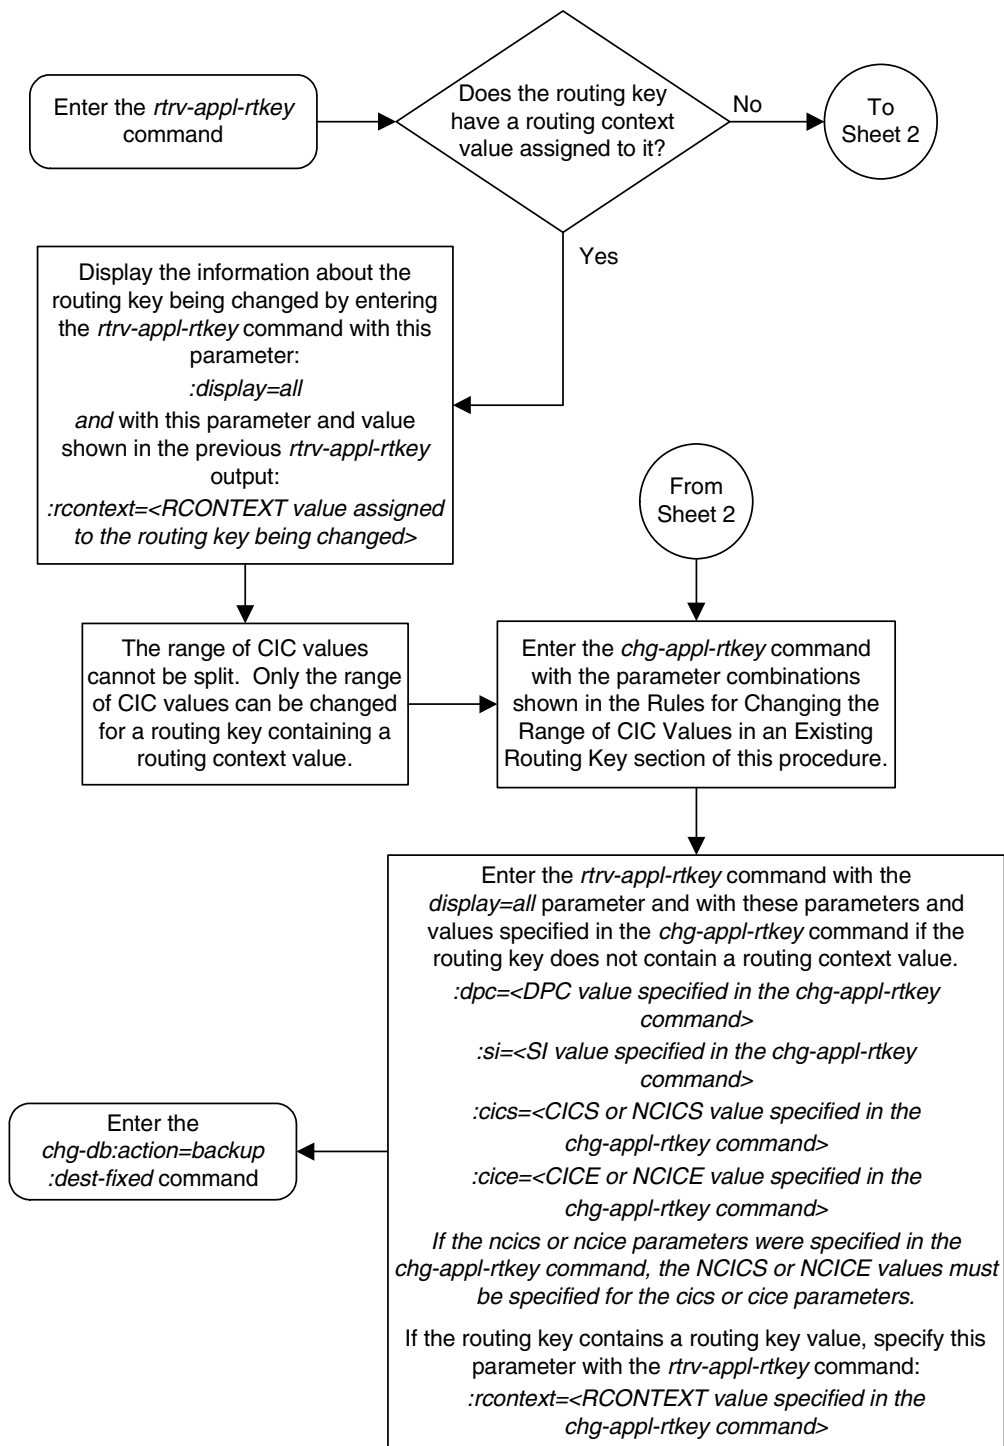 Enter the rtrv-appl-rtkey
command
Does the routing key
have a routing context
value assigned to it?
No
To
Sheet 2
Yes
Display the information about the
routing key being changed by entering
the rtrv-appl-rtkey command with this
parameter:
:display=all
and with this parameter and value
shown in the previous rtrv-appl-rtkey
output:
:rcontext=<RCONTEXT value assigned
to the routing key being changed>
From
Sheet 2
The range of CIC values
cannot be split.  Only the range
of CIC values can be changed
for a routing key containing a
routing context value.
Enter the chg-appl-rtkey command
with the parameter combinations
shown in the Rules for Changing the
Range of CIC Values in an Existing
Routing Key section of this procedure.
Enter the rtrv-appl-rtkey command with the
display=all parameter and with these parameters and
values specified in the chg-appl-rtkey command if the
routing key does not contain a routing context value.
:dpc=<DPC value specified in the chg-appl-rtkey
command>
:si=<SI value specified in the chg-appl-rtkey
command>
:cics=<CICS or NCICS value specified in the
chg-appl-rtkey command>
:cice=<CICE or NCICE value specified in the
chg-appl-rtkey command>
If the ncics or ncice parameters were specified in the
chg-appl-rtkey command, the NCICS or NCICE values must
be specified for the cics or cice parameters.
If the routing key contains a routing key value, specify this
parameter with the rtrv-appl-rtkey command:
:rcontext=<RCONTEXT value specified in the
chg-appl-rtkey command>
Enter the
chg-db:action=backup
:dest-fixed command